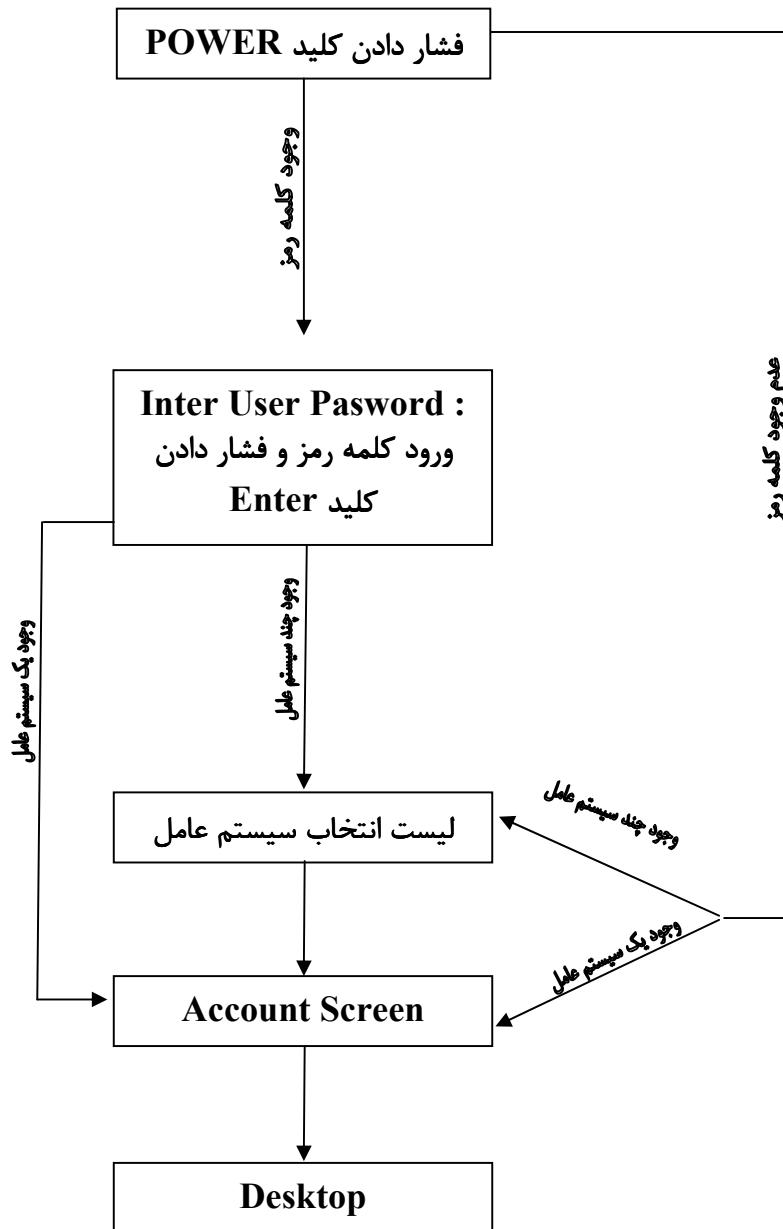 فشار دادن کلید POWER
وجود کلمه رمز
عدم وجود کلمه رمز
Inter User Pasword :
ورود کلمه رمز و فشار دادن
کلید Enter
وجود چند سیستم عامل
وجود یک سیستم عامل
لیست انتخاب سیستم عامل
وجود چند سیستم عامل
وجود یک سیستم عامل
Account Screen
Desktop